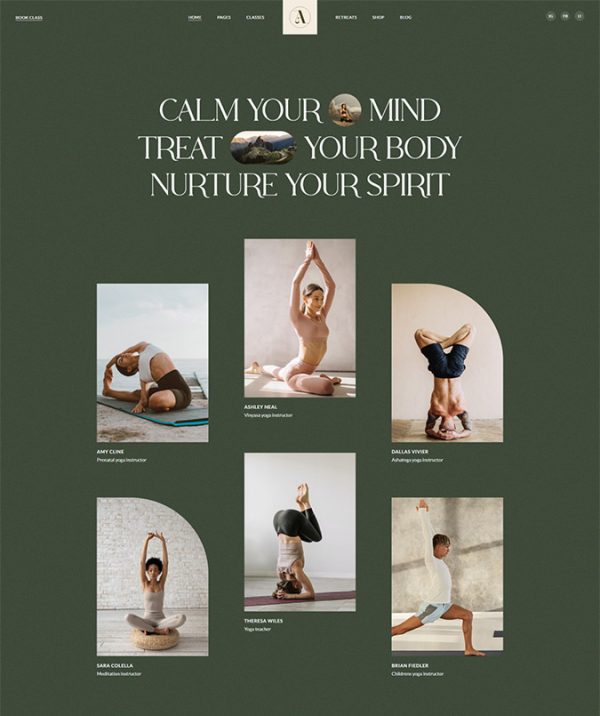 BOOK CLASS
HOME PAGES CLASSES A RETREATS SHOP BLOG IG FB LI
CALM YOUR MIND
TREAT YOUR BODY
NURTURE YOUR SPIRIT
ASHLEY NEAL
Vinyasa yoga instructor
AMY CLINE
Prenatal yoga instructor
DALLAS VIVIER
Ashatnga yoga instructor
THERESA WILES
Yoga teacher
SARA COLELLA
Meditation instructor
BRIAN FIEDLER
Childrens yoga instructor